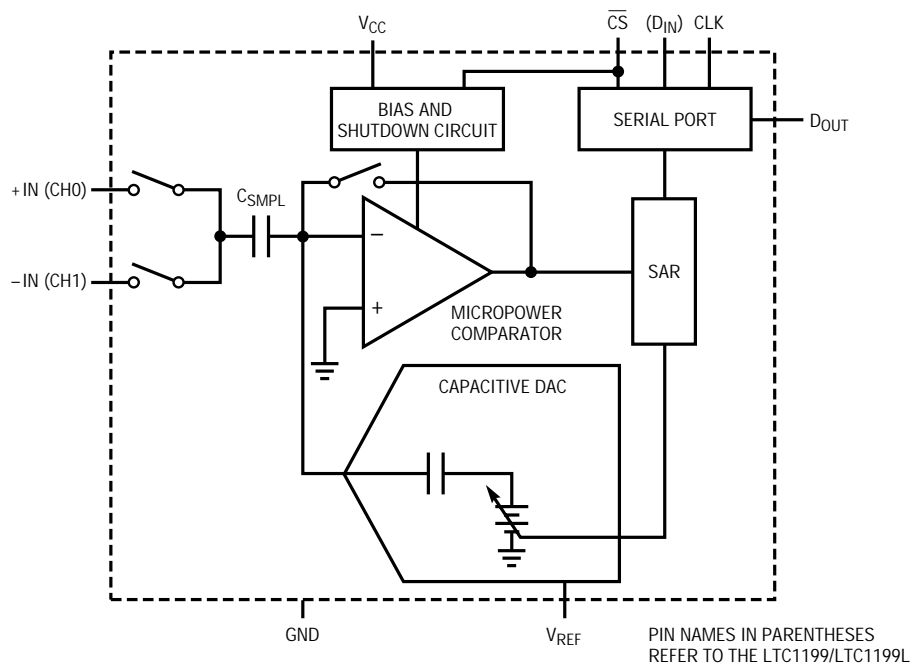 VCC
CS
(DIN)
CLK
BIAS AND
SHUTDOWN CIRCUIT
SERIAL PORT
DOUT
+IN (CH0)
CSMPL
–IN (CH1)
–
+
SAR
MICROPOWER
COMPARATOR
CAPACITIVE DAC
GND
VREF
PIN NAMES IN PARENTHESES
REFER TO THE LTC1199/LTC1199L